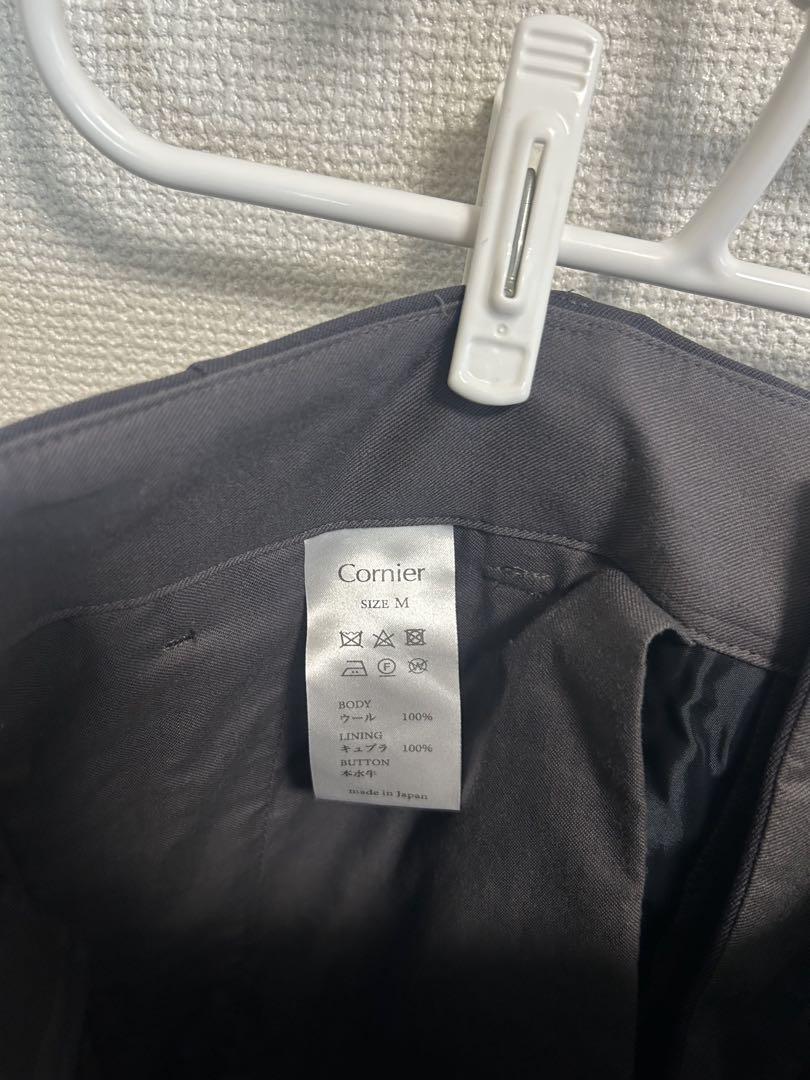 Cornier
SIZE M
F W
BODY
ウール 100%
LINING
キュプラ 100%
BUTTON
本水牛
made in Japan